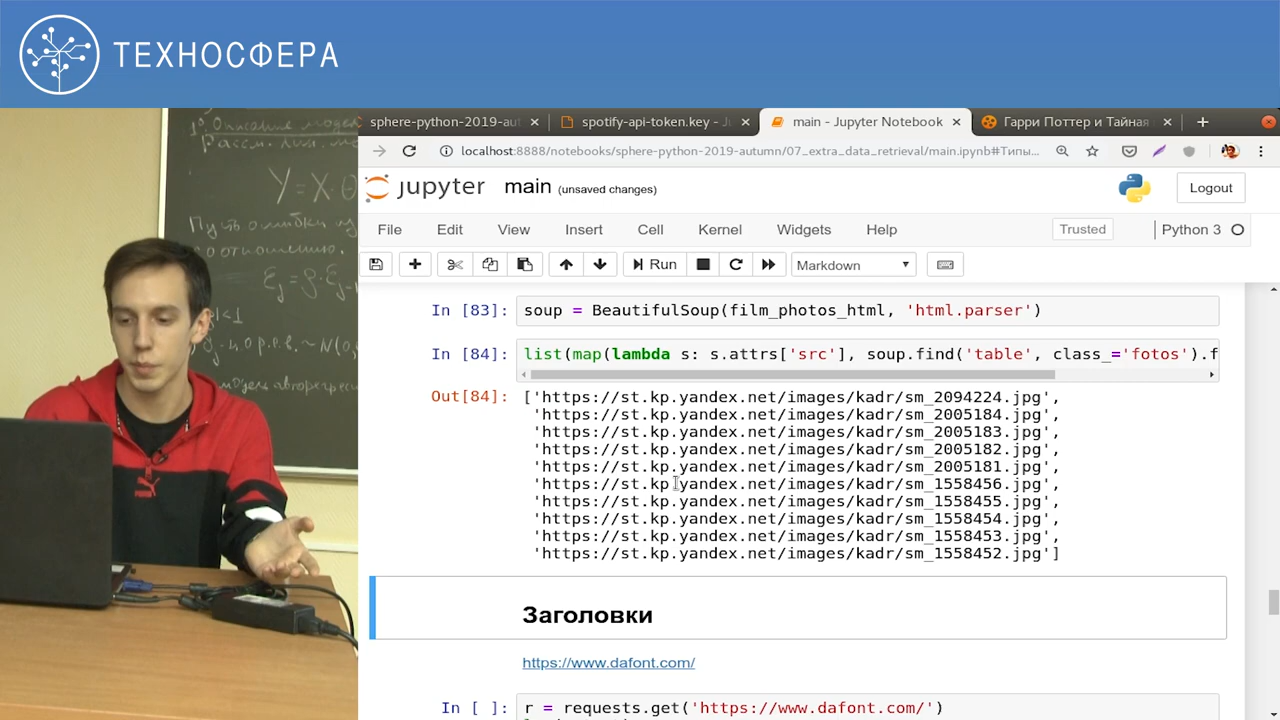 ТЕХНОСФЕРА
1° Описание модел
Y = X · Θ
Пусть ошибки
соотношению.
sphere-python-2019-aut
spotify-api-token.key - J
main - Jupyter Notebook
Гарри Поттер и Тайная
localhost:8888/notebooks/sphere-python-2019-autumn/07_extra_data_retrieval/main.ipynb#Типы...
jupyter main (unsaved changes)
Logout
File Edit View Insert Cell Kernel Widgets Help Trusted Python 3
Run Markdown
In [83]: soup = BeautifulSoup(film_photos_html, 'html.parser')
In [84]: list(map(lambda s: s.attrs['src'], soup.find('table', class_='fotos').f
Out[84]: ['https://st.kp.yandex.net/images/kadr/sm_2094224.jpg',
'https://st.kp.yandex.net/images/kadr/sm_2005184.jpg',
'https://st.kp.yandex.net/images/kadr/sm_2005183.jpg',
'https://st.kp.yandex.net/images/kadr/sm_2005182.jpg',
'https://st.kp.yandex.net/images/kadr/sm_2005181.jpg',
'https://st.kp.yandex.net/images/kadr/sm_1558456.jpg',
'https://st.kp.yandex.net/images/kadr/sm_1558455.jpg',
'https://st.kp.yandex.net/images/kadr/sm_1558454.jpg',
'https://st.kp.yandex.net/images/kadr/sm_1558453.jpg',
'https://st.kp.yandex.net/images/kadr/sm_1558452.jpg']
Заголовки
https://www.dafont.com/
In [ ]: r = requests.get('https://www.dafont.com/')